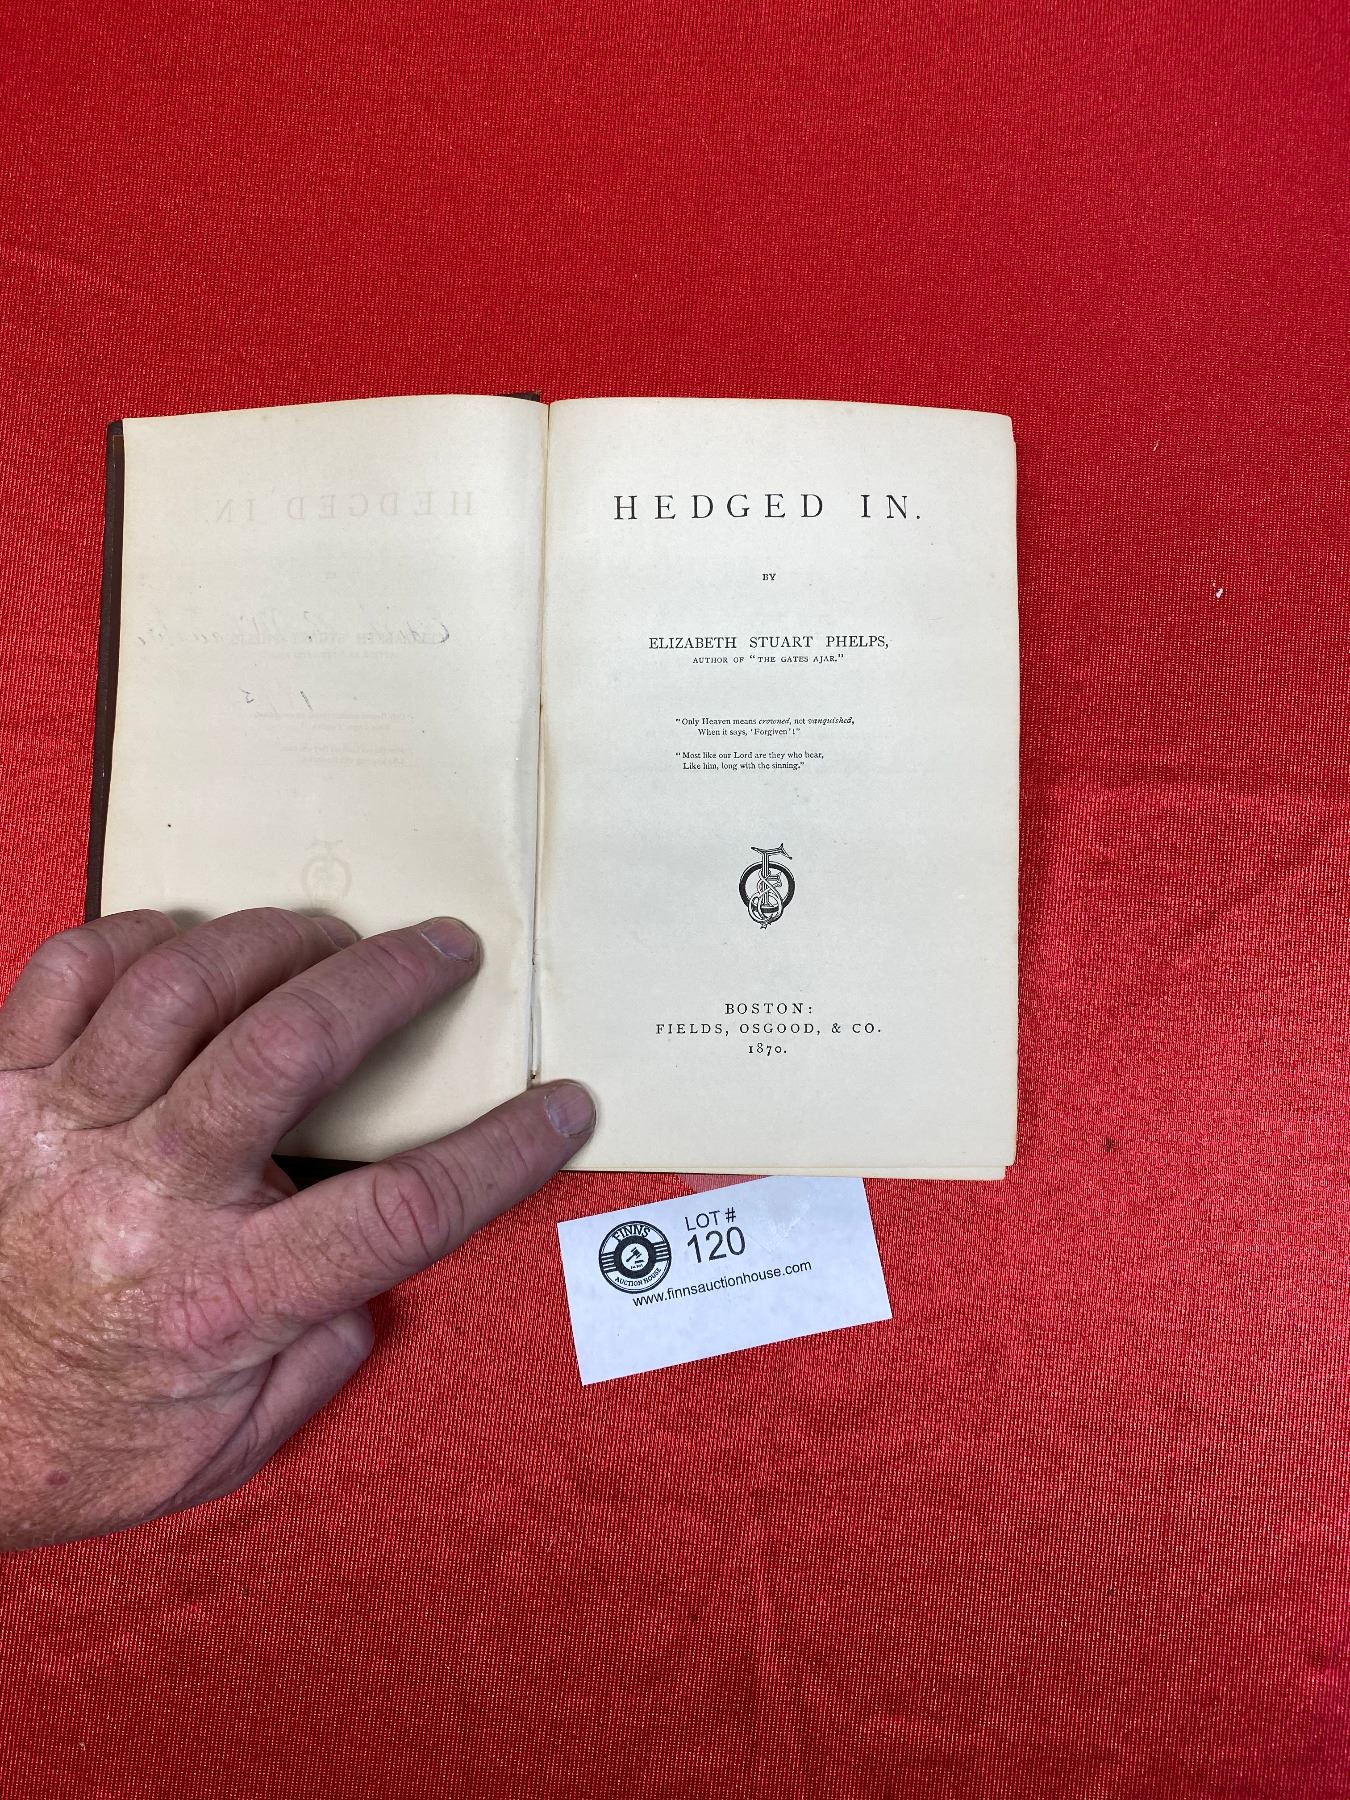 HEDGED IN.
BY
ELIZABETH STUART PHELPS,
AUTHOR OF "THE GATES AJAR."
"Only Heaven means crowned, not vanquished,
When it says, 'Forgiven'!"
"Most like our Lord are they who bear,
Like him, long with the sinning."
BOSTON:
FIELDS, OSGOOD, & CO.
1870.
FINNS
AUCTION HOUSE
LOT #
120
www.finnsauctionhouse.com